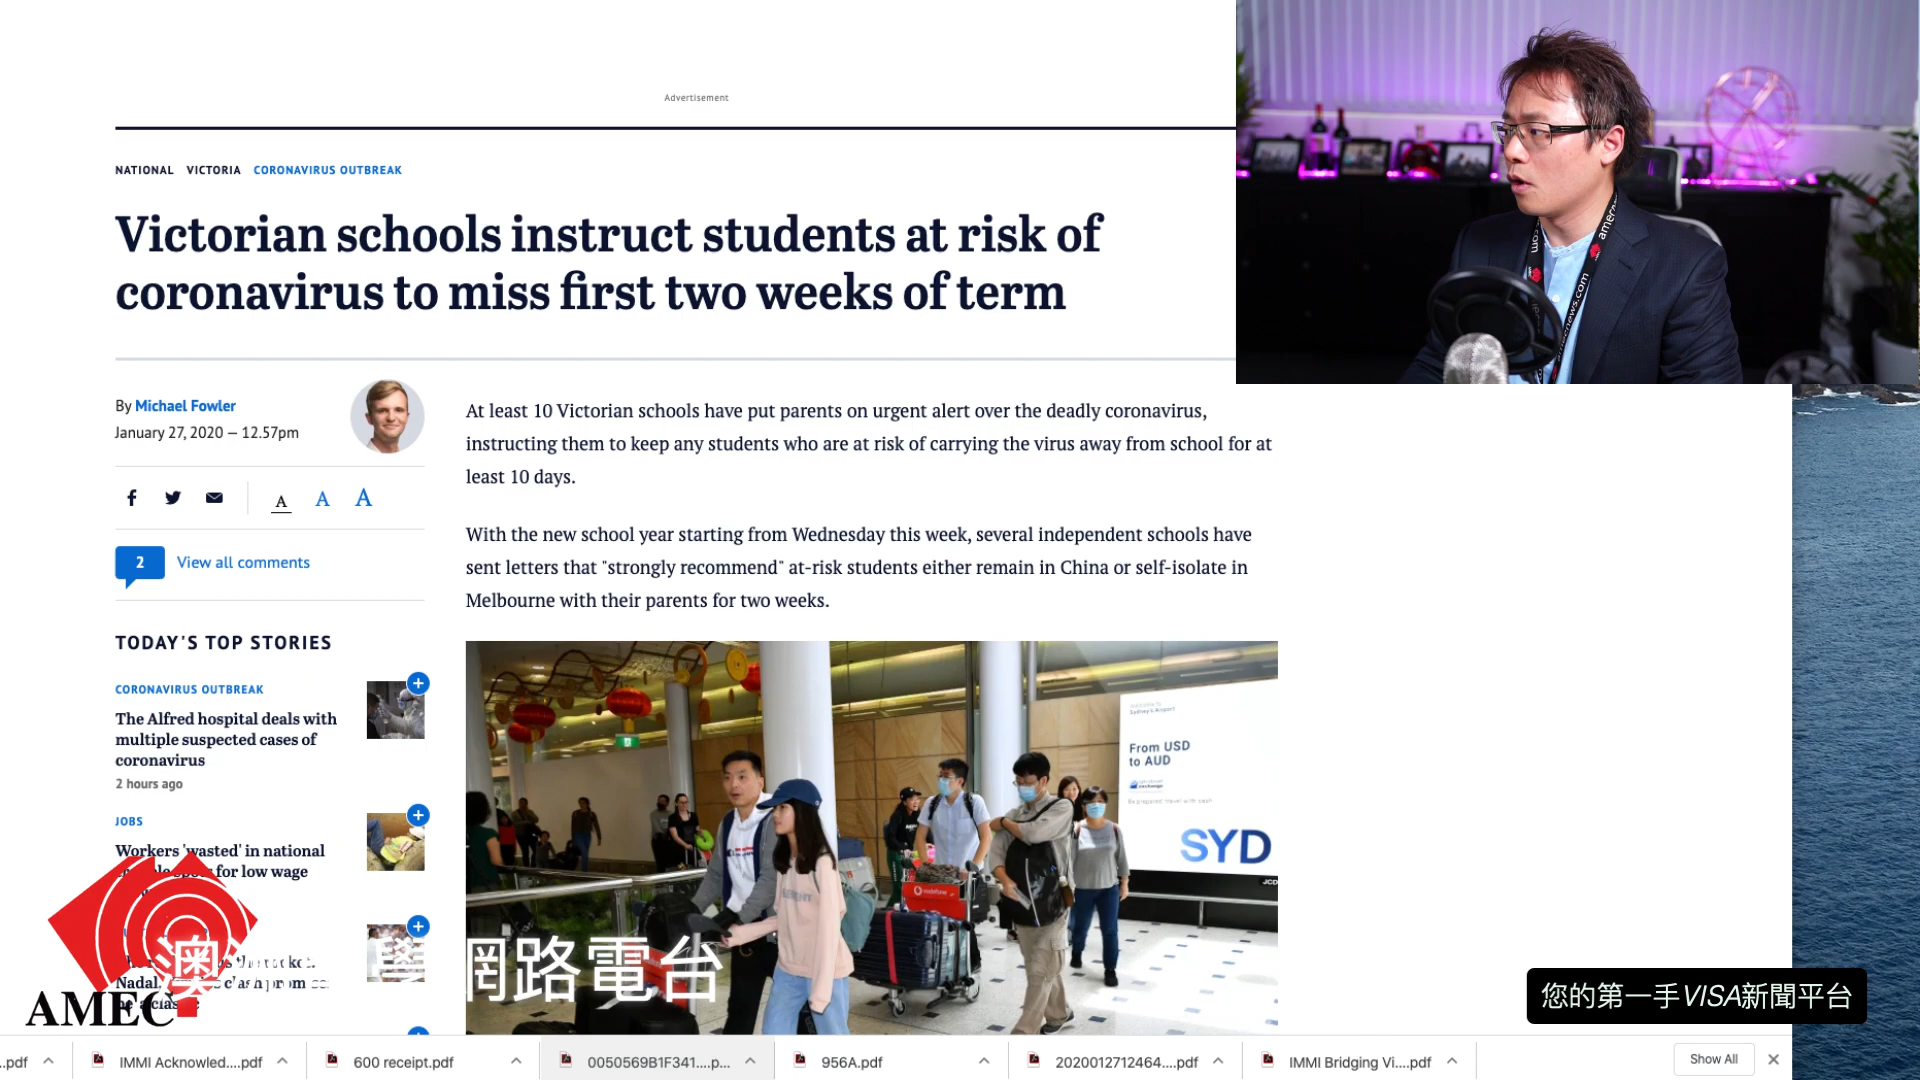 Advertisement
NATIONAL VICTORIA CORONAVIRUS OUTBREAK
Victorian schools instruct students at risk of
coronavirus to miss first two weeks of term
By Michael Fowler
January 27, 2020 — 12.57pm
A A A
2 View all comments
At least 10 Victorian schools have put parents on urgent alert over the deadly coronavirus,
instructing them to keep any students who are at risk of carrying the virus away from school for at
least 10 days.
With the new school year starting from Wednesday this week, several independent schools have
sent letters that "strongly recommend" at-risk students either remain in China or self-isolate in
Melbourne with their parents for two weeks.
TODAY'S TOP STORIES
CORONAVIRUS OUTBREAK
The Alfred hospital deals with
multiple suspected cases of
coronavirus
2 hours ago
JOBS
Workers 'wasted' in national
for low wage
Nadal,
From USD
to AUD
SYD
vodafone
amecnews.com
澳
學網路電台
AMEC
您的第一手VISA新聞平台
..pdf
IMMI Acknowled....pdf
600 receipt.pdf
0050569B1F341....p...
956A.pdf
2020012712464....pdf
IMMI Bridging Vi....pdf
Show All